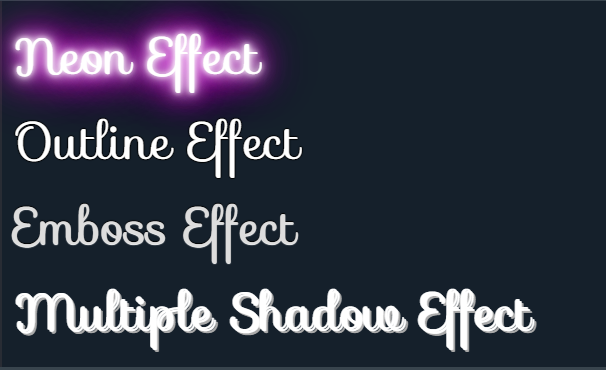 Neon Effect
Outline Effect
Emboss Effect
Multiple Shadow Effect